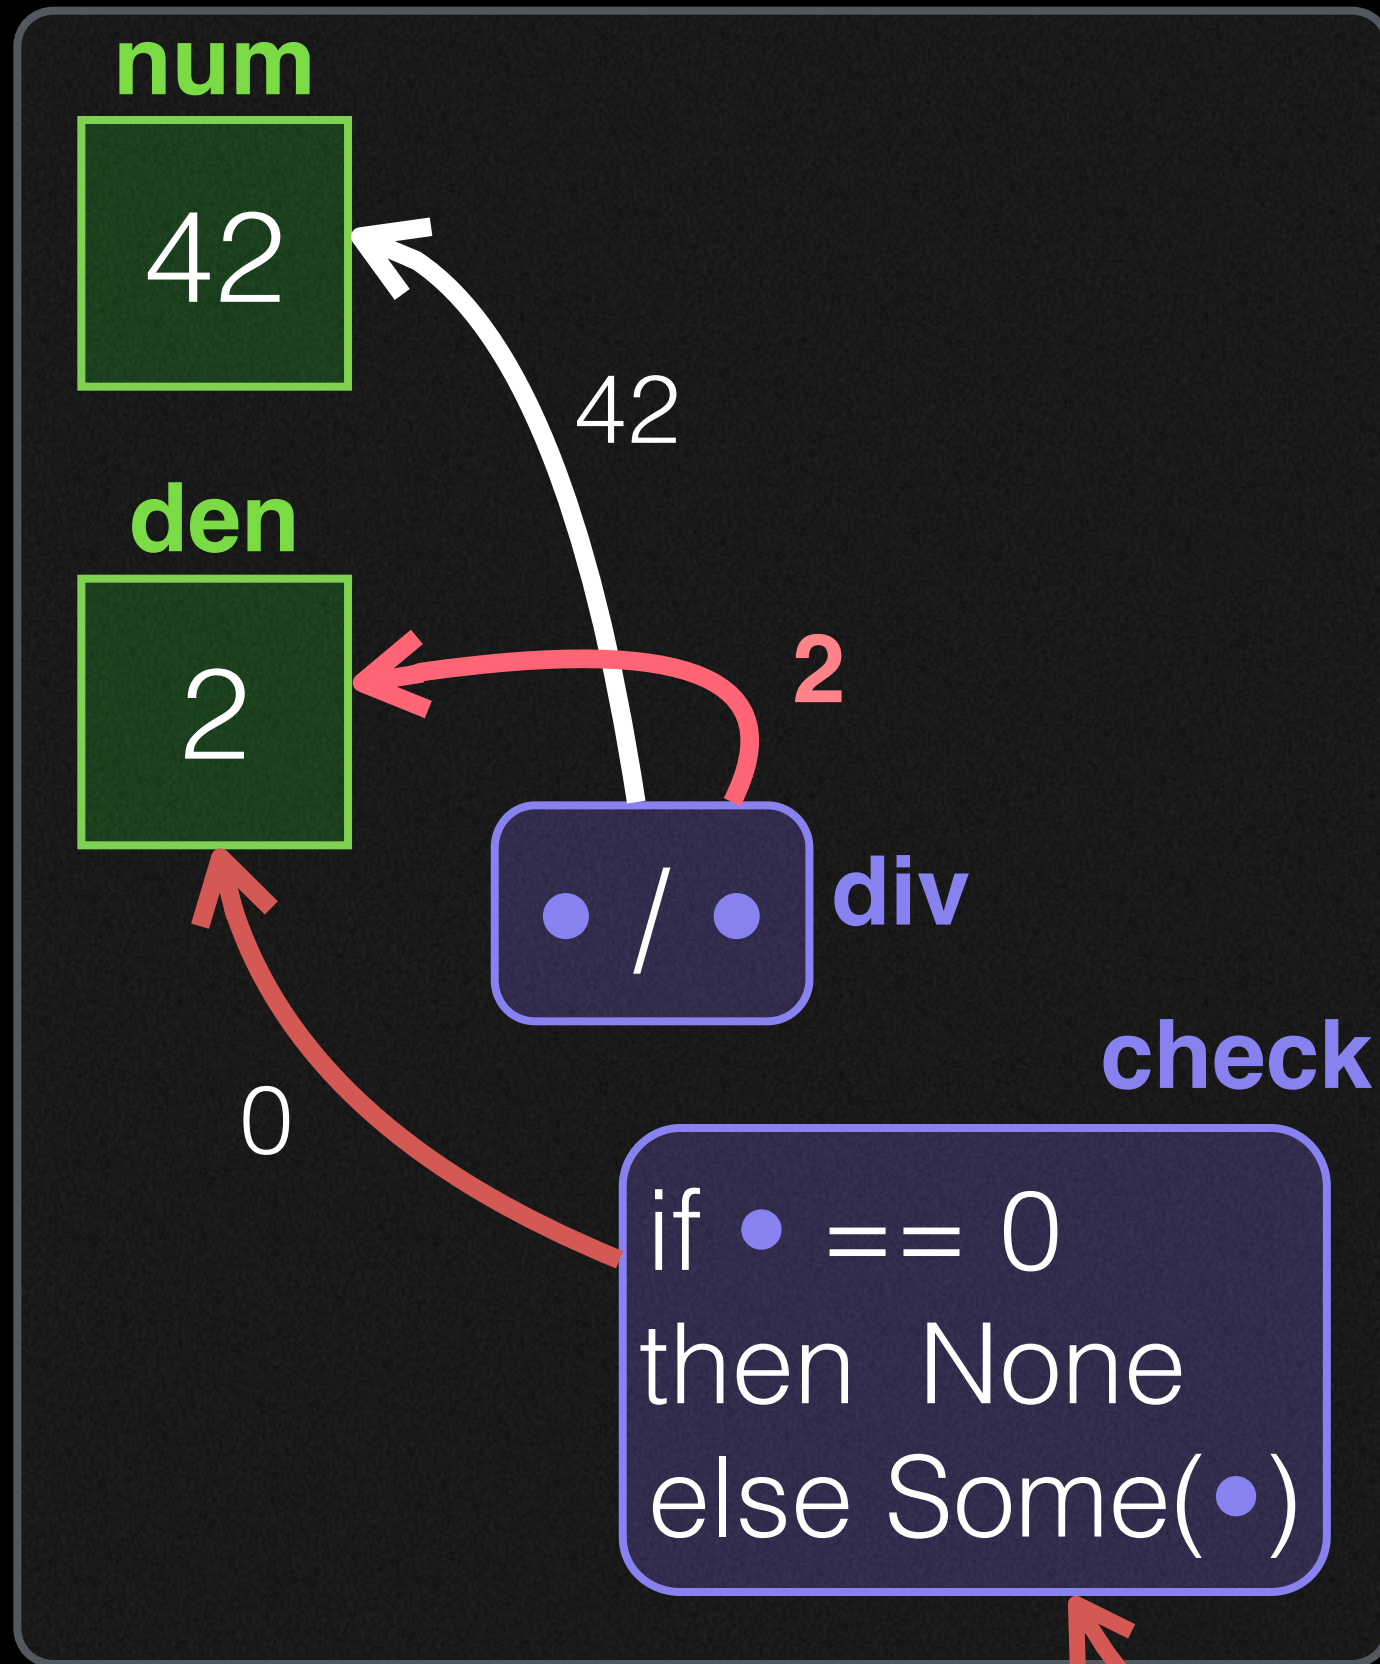 num
42
42
den
2
2
• / •
div
check
0
if • == 0
then None
else Some(•)